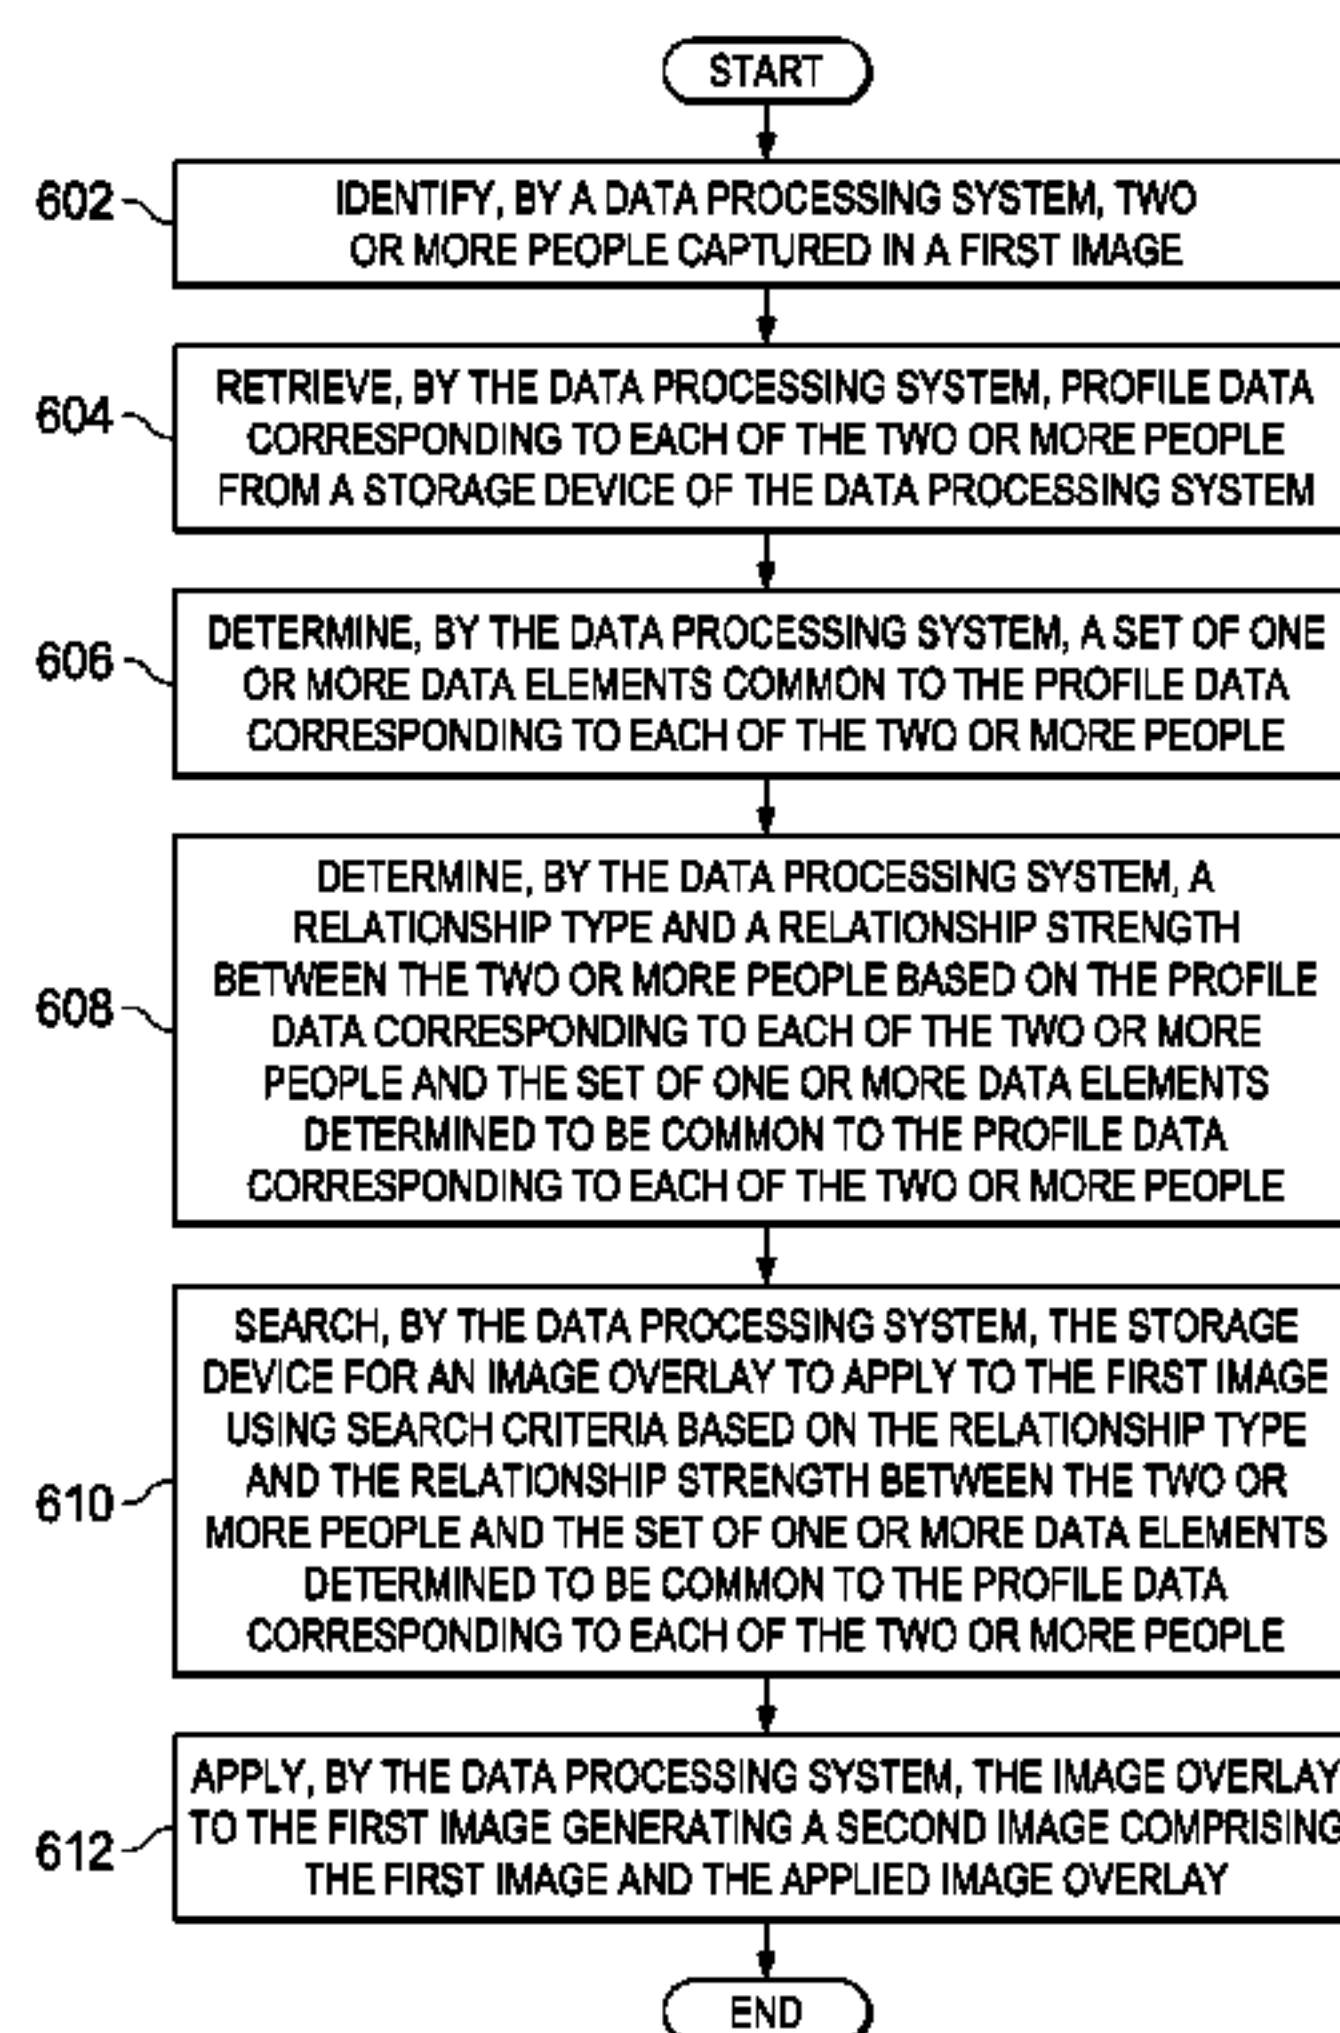 START
602
IDENTIFY, BY A DATA PROCESSING SYSTEM, TWO
OR MORE PEOPLE CAPTURED IN A FIRST IMAGE
604
RETRIEVE, BY THE DATA PROCESSING SYSTEM, PROFILE DATA
CORRESPONDING TO EACH OF THE TWO OR MORE PEOPLE
FROM A STORAGE DEVICE OF THE DATA PROCESSING SYSTEM
606
DETERMINE, BY THE DATA PROCESSING SYSTEM, A SET OF ONE
OR MORE DATA ELEMENTS COMMON TO THE PROFILE DATA
CORRESPONDING TO EACH OF THE TWO OR MORE PEOPLE
608
DETERMINE, BY THE DATA PROCESSING SYSTEM, A
RELATIONSHIP TYPE AND A RELATIONSHIP STRENGTH
BETWEEN THE TWO OR MORE PEOPLE BASED ON THE PROFILE
DATA CORRESPONDING TO EACH OF THE TWO OR MORE
PEOPLE AND THE SET OF ONE OR MORE DATA ELEMENTS
DETERMINED TO BE COMMON TO THE PROFILE DATA
CORRESPONDING TO EACH OF THE TWO OR MORE PEOPLE
610
SEARCH, BY THE DATA PROCESSING SYSTEM, THE STORAGE
DEVICE FOR AN IMAGE OVERLAY TO APPLY TO THE FIRST IMAGE
USING SEARCH CRITERIA BASED ON THE RELATIONSHIP TYPE
AND THE RELATIONSHIP STRENGTH BETWEEN THE TWO OR
MORE PEOPLE AND THE SET OF ONE OR MORE DATA ELEMENTS
DETERMINED TO BE COMMON TO THE PROFILE DATA
CORRESPONDING TO EACH OF THE TWO OR MORE PEOPLE
612
APPLY, BY THE DATA PROCESSING SYSTEM, THE IMAGE OVERLAY
TO THE FIRST IMAGE GENERATING A SECOND IMAGE COMPRISING
THE FIRST IMAGE AND THE APPLIED IMAGE OVERLAY
END